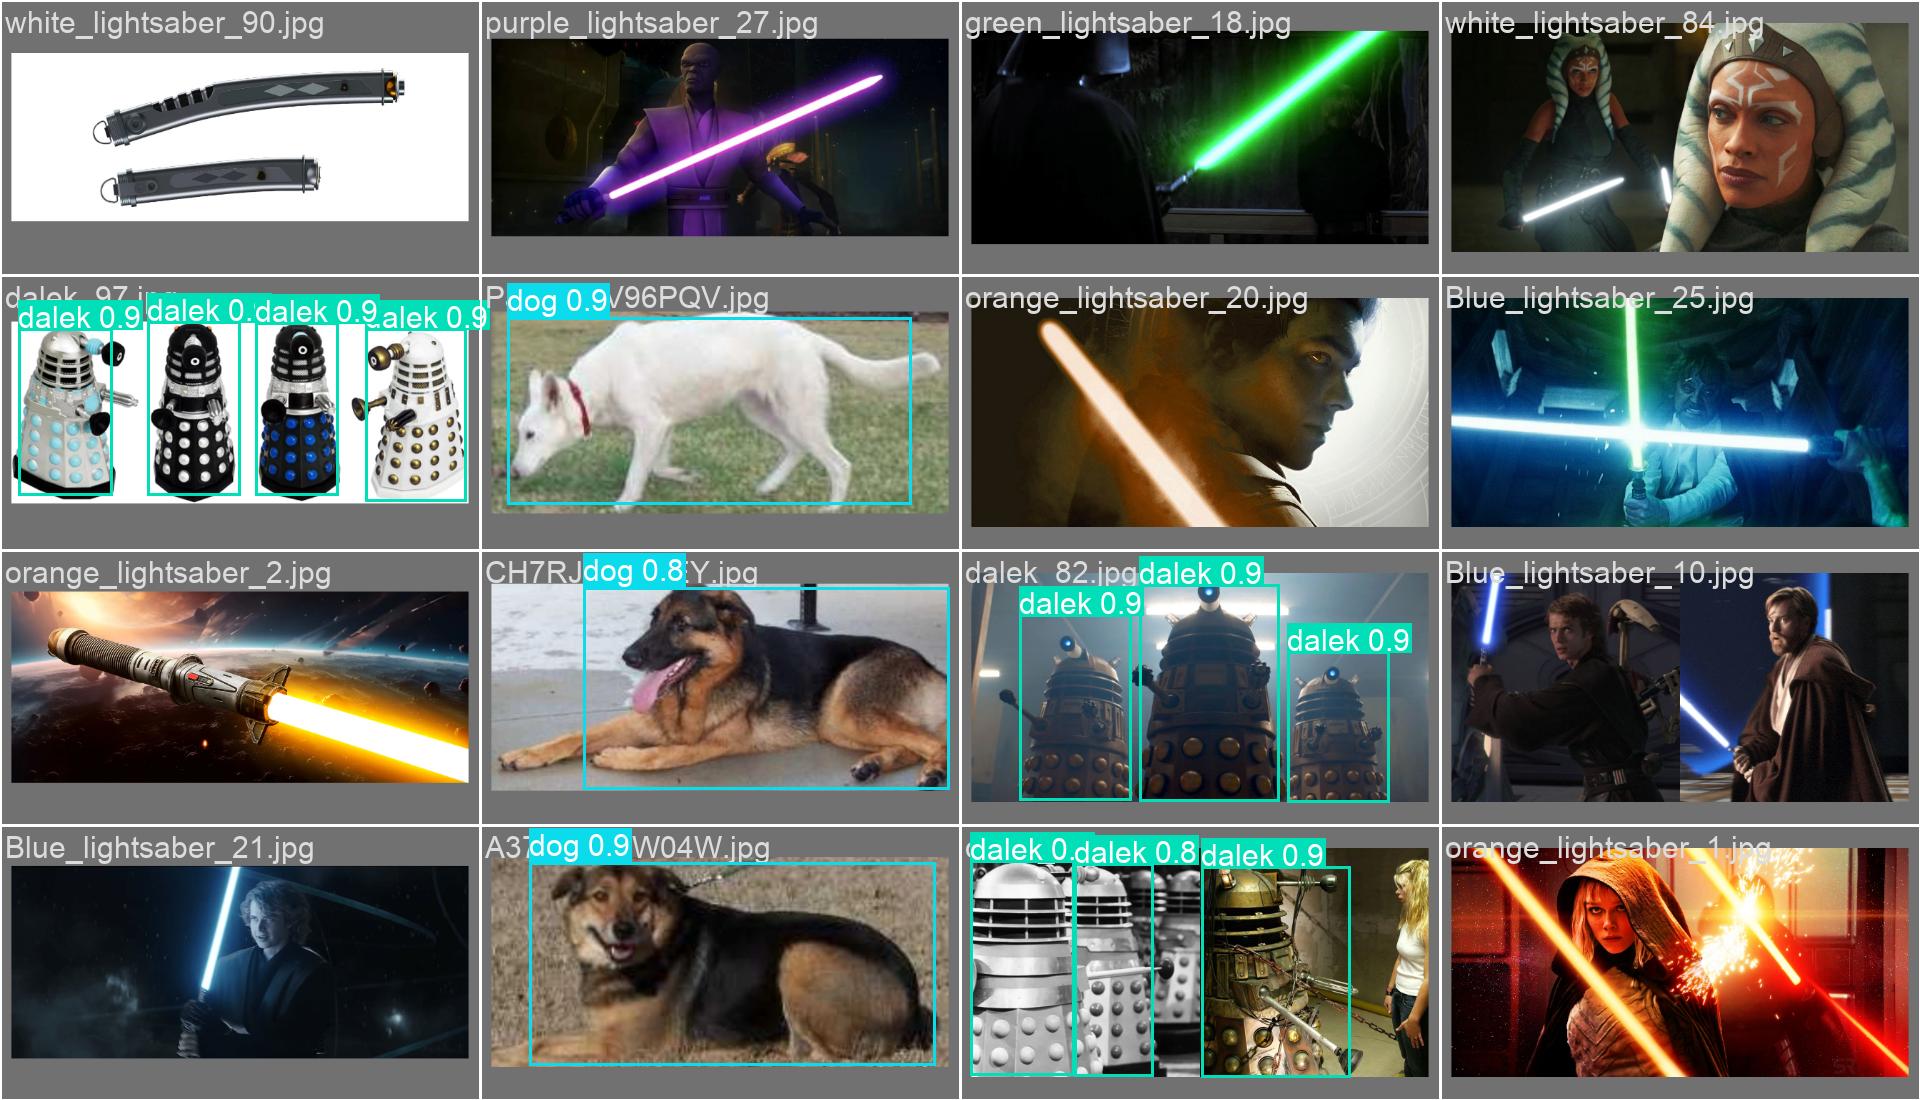 white_lightsaber_90.jpg
purple_lightsaber_27.jpg
green_lightsaber_18.jpg
white_lightsaber_84.jpg
dalek_97.jpg
dalek 0.9
dalek 0.
dalek 0.9
dalek 0.9
dog 0.9
V96PQV.jpg
orange_lightsaber_20.jpg
Blue_lightsaber_25.jpg
orange_lightsaber_2.jpg
CH7RJ
dog 0.8
Y.jpg
dalek_82.jpg
dalek 0.9
dalek 0.9
dalek 0.9
Blue_lightsaber_10.jpg
Blue_lightsaber_21.jpg
A37
dog 0.9
W04W.jpg
dalek 0.
dalek 0.8
dalek 0.9
orange_lightsaber_1.jpg